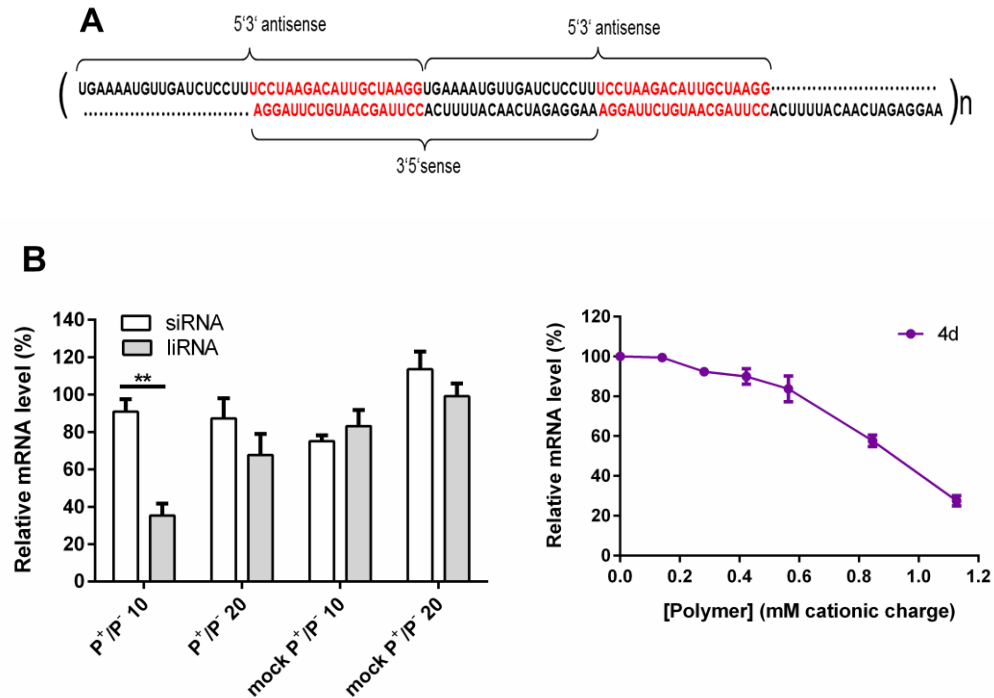 A
5‘3‘ antisense 5‘3‘ antisense
( UGAAAAUGUUGAUCUCCUUUCCUAAGACAUUGCUAAGGUGAAAAUGUUGAUCUCCUUUCCUAAGACAUUGCUAAGG................................. )n
................................. AGGAUUCUGUAACGAUUCCACUUUUACAACUAGAGGAAAGGAUUCUGUAACGAUUCCACUUUUACAACUAGAGGAA
3‘5‘sense
B
siRNA
liRNA
**
Relative mRNA level (%)
140
120
100
80
60
40
20
0
P+/P- 10
P+/P- 20
mock P+/P- 10
mock P+/P- 20
4d
Relative mRNA level (%)
120
100
80
60
40
20
0
0.0 0.2 0.4 0.6 0.8 1.0 1.2
[Polymer] (mM cationic charge)